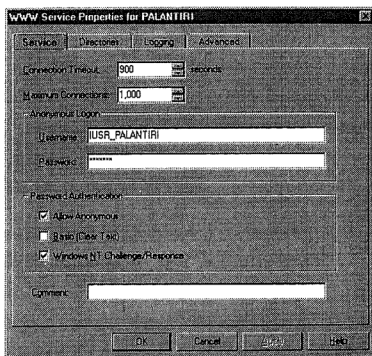 WWW Service Properties for PALANTIRI
Service Directories Logging Advanced
Connection Timeout: 900 seconds
Maximum Connections: 1,000
Anonymous Logon
Username: IUSR_PALANTIRI
Password: *******
Password Authentication
Allow Anonymous
Basic (Clear Text)
Windows NT Challenge/Response
Comment:
OK Cancel Apply Help